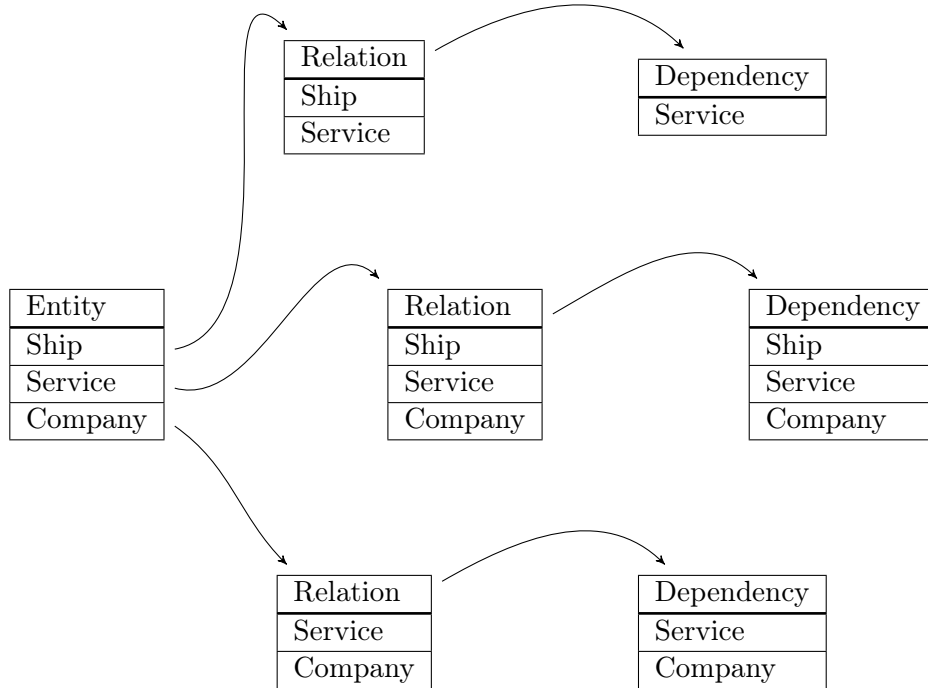 Relation
Ship
Service
Dependency
Service
Entity
Ship
Service
Company
Relation
Ship
Service
Company
Dependency
Ship
Service
Company
Relation
Service
Company
Dependency
Service
Company